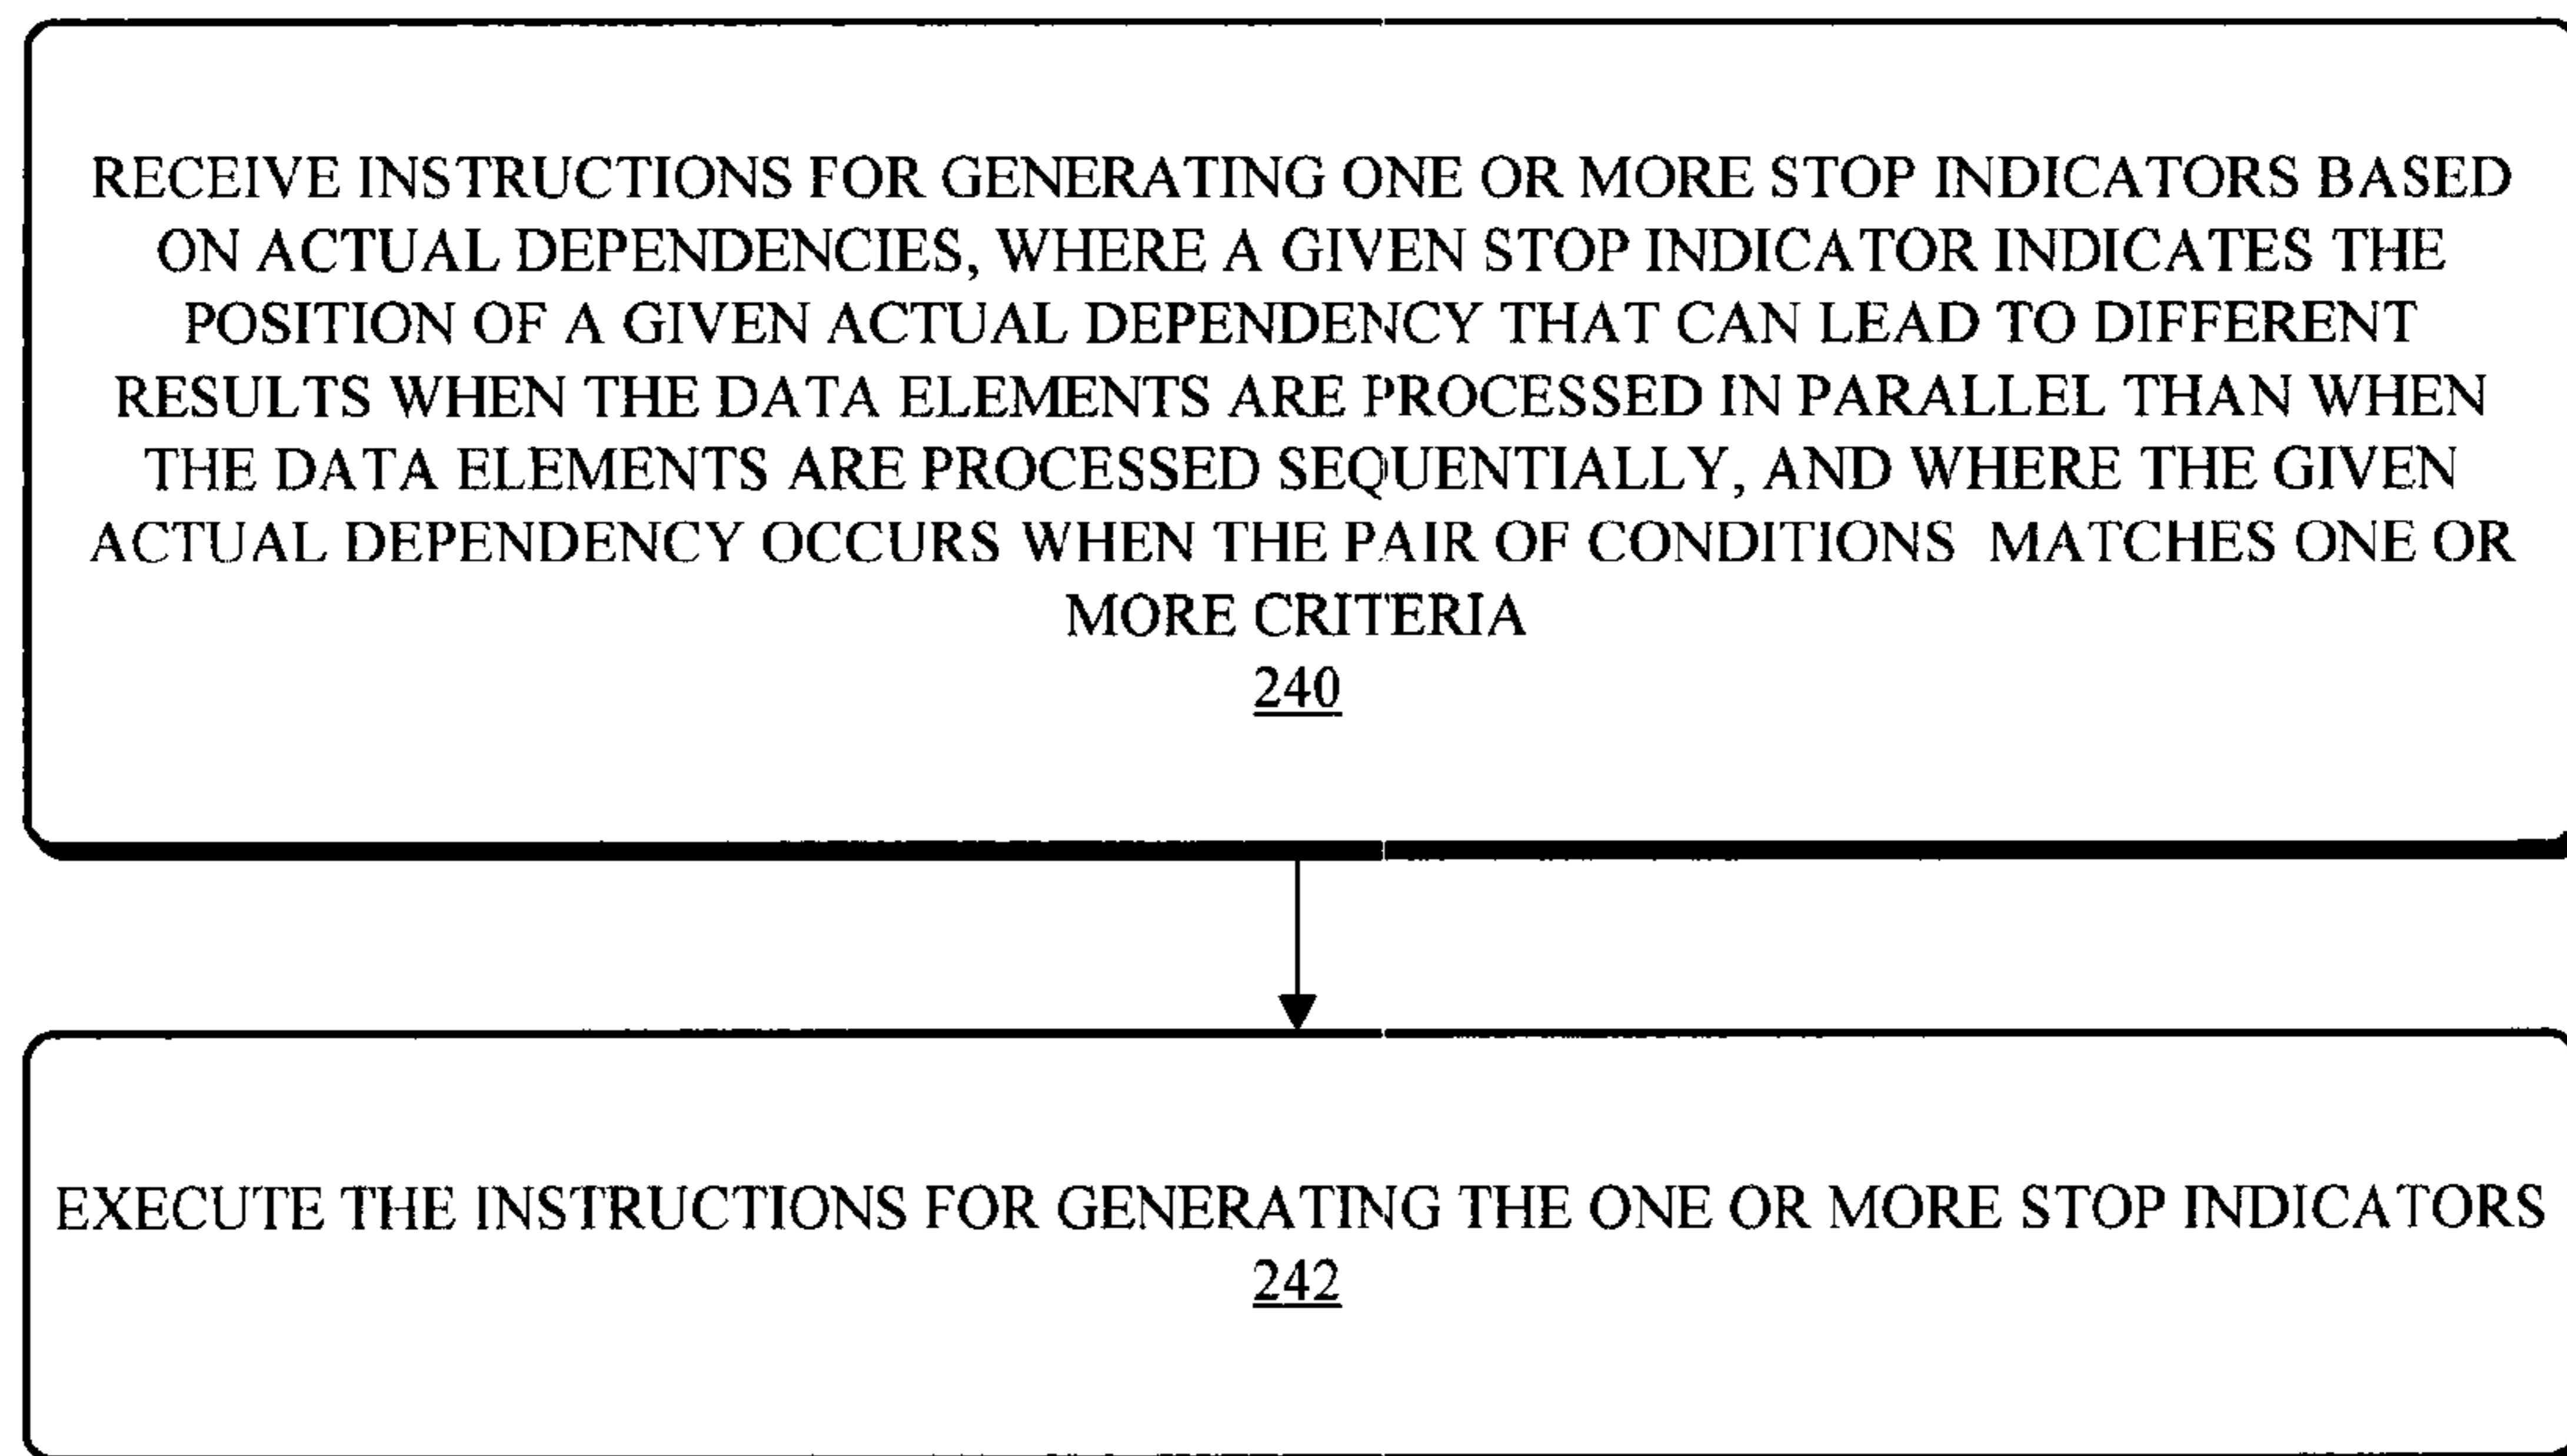 RECEIVE INSTRUCTIONS FOR GENERATING ONE OR MORE STOP INDICATORS BASED
ON ACTUAL DEPENDENCIES, WHERE A GIVEN STOP INDICATOR INDICATES THE
POSITION OF A GIVEN ACTUAL DEPENDENCY THAT CAN LEAD TO DIFFERENT
RESULTS WHEN THE DATA ELEMENTS ARE PROCESSED IN PARALLEL THAN WHEN
THE DATA ELEMENTS ARE PROCESSED SEQUENTIALLY, AND WHERE THE GIVEN
ACTUAL DEPENDENCY OCCURS WHEN THE PAIR OF CONDITIONS MATCHES ONE OR
MORE CRITERIA
240
EXECUTE THE INSTRUCTIONS FOR GENERATING THE ONE OR MORE STOP INDICATORS
242